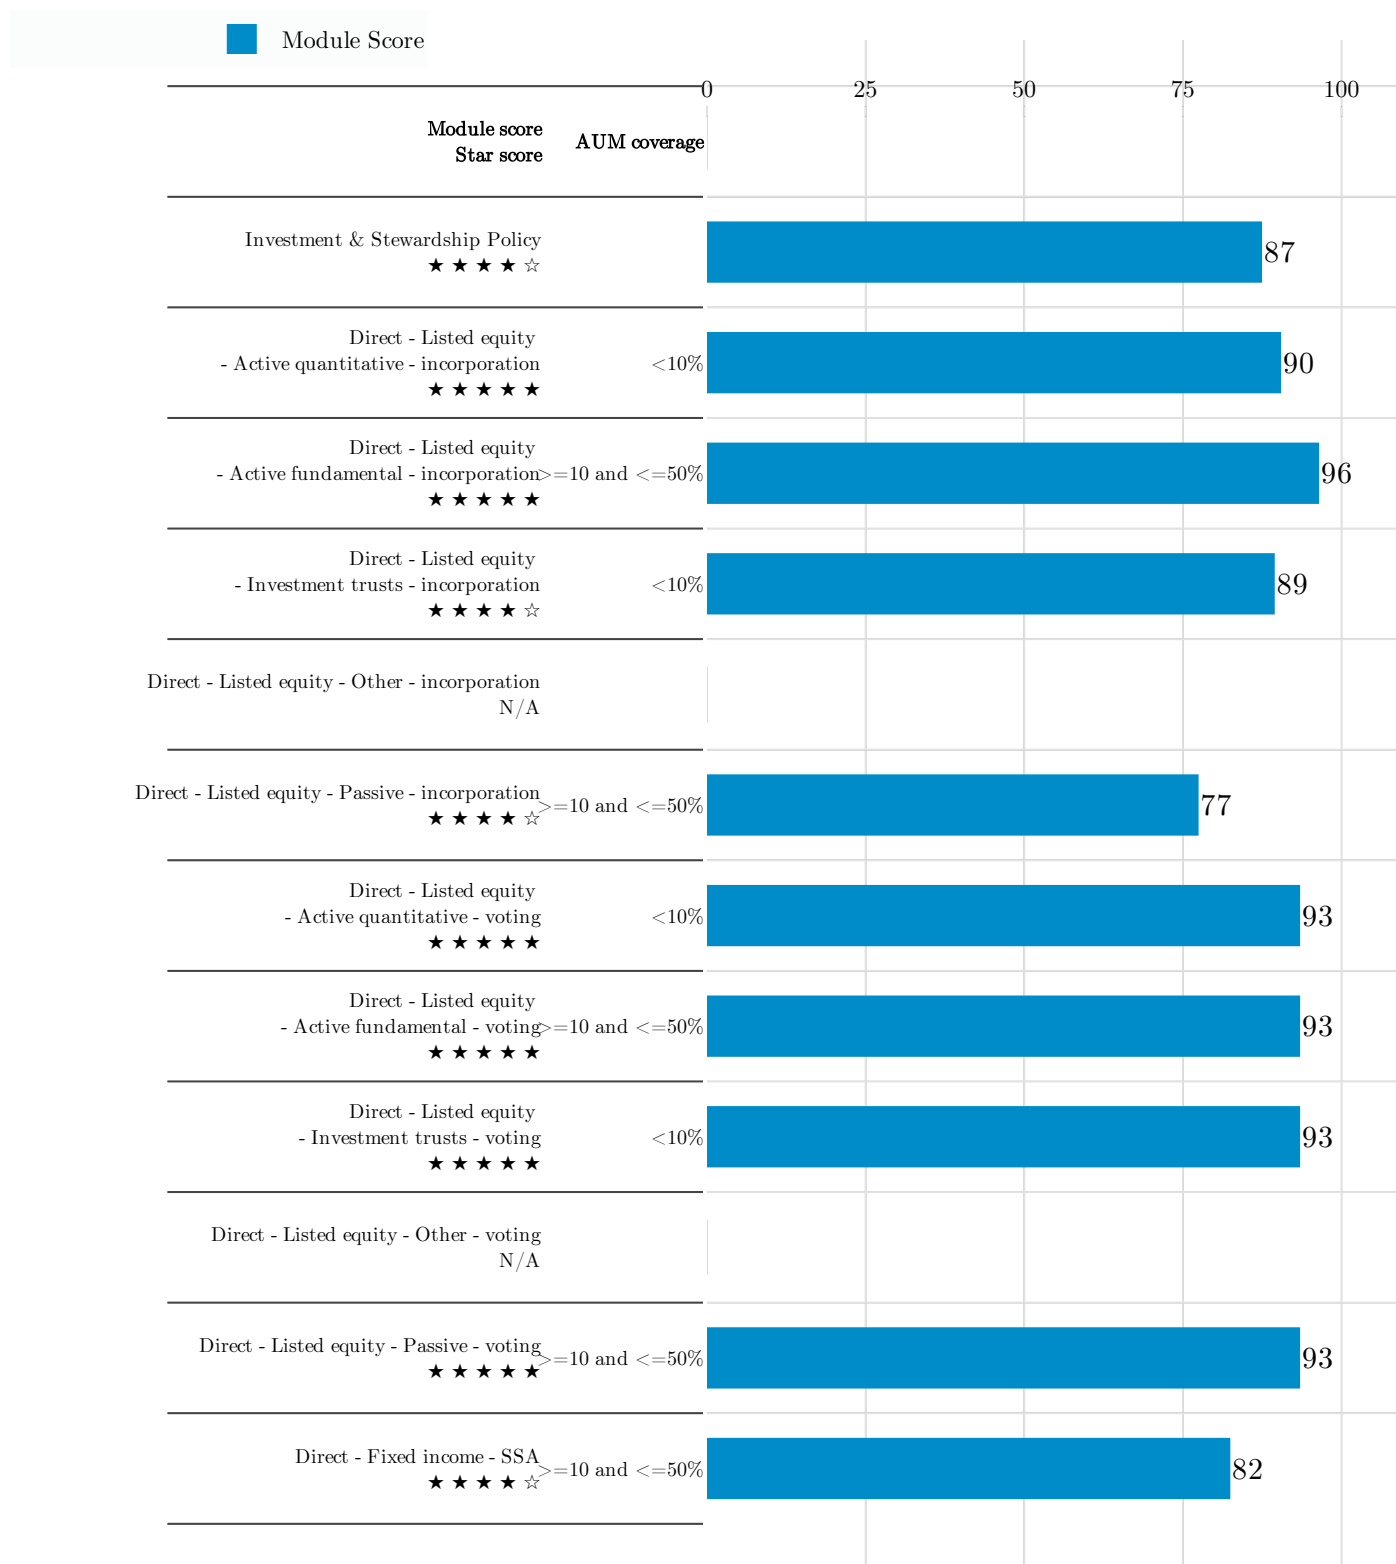 Module Score
0 25 50 75 100
Module score
Star score
AUM coverage
Investment & Stewardship Policy
★ ★ ★ ★ ☆
87
Direct - Listed equity
- Active quantitative - incorporation
★ ★ ★ ★ ★
<10%
90
Direct - Listed equity
- Active fundamental - incorporation
★ ★ ★ ★ ★
>=10 and <=50%
96
Direct - Listed equity
- Investment trusts - incorporation
★ ★ ★ ★ ☆
<10%
89
Direct - Listed equity - Other - incorporation
N/A
Direct - Listed equity - Passive - incorporation
★ ★ ★ ★ ☆
>=10 and <=50%
77
Direct - Listed equity
- Active quantitative - voting
★ ★ ★ ★ ★
<10%
93
Direct - Listed equity
- Active fundamental - voting
★ ★ ★ ★ ★
>=10 and <=50%
93
Direct - Listed equity
- Investment trusts - voting
★ ★ ★ ★ ★
<10%
93
Direct - Listed equity - Other - voting
N/A
Direct - Listed equity - Passive - voting
★ ★ ★ ★ ★
>=10 and <=50%
93
Direct - Fixed income - SSA
★ ★ ★ ★ ☆
>=10 and <=50%
82